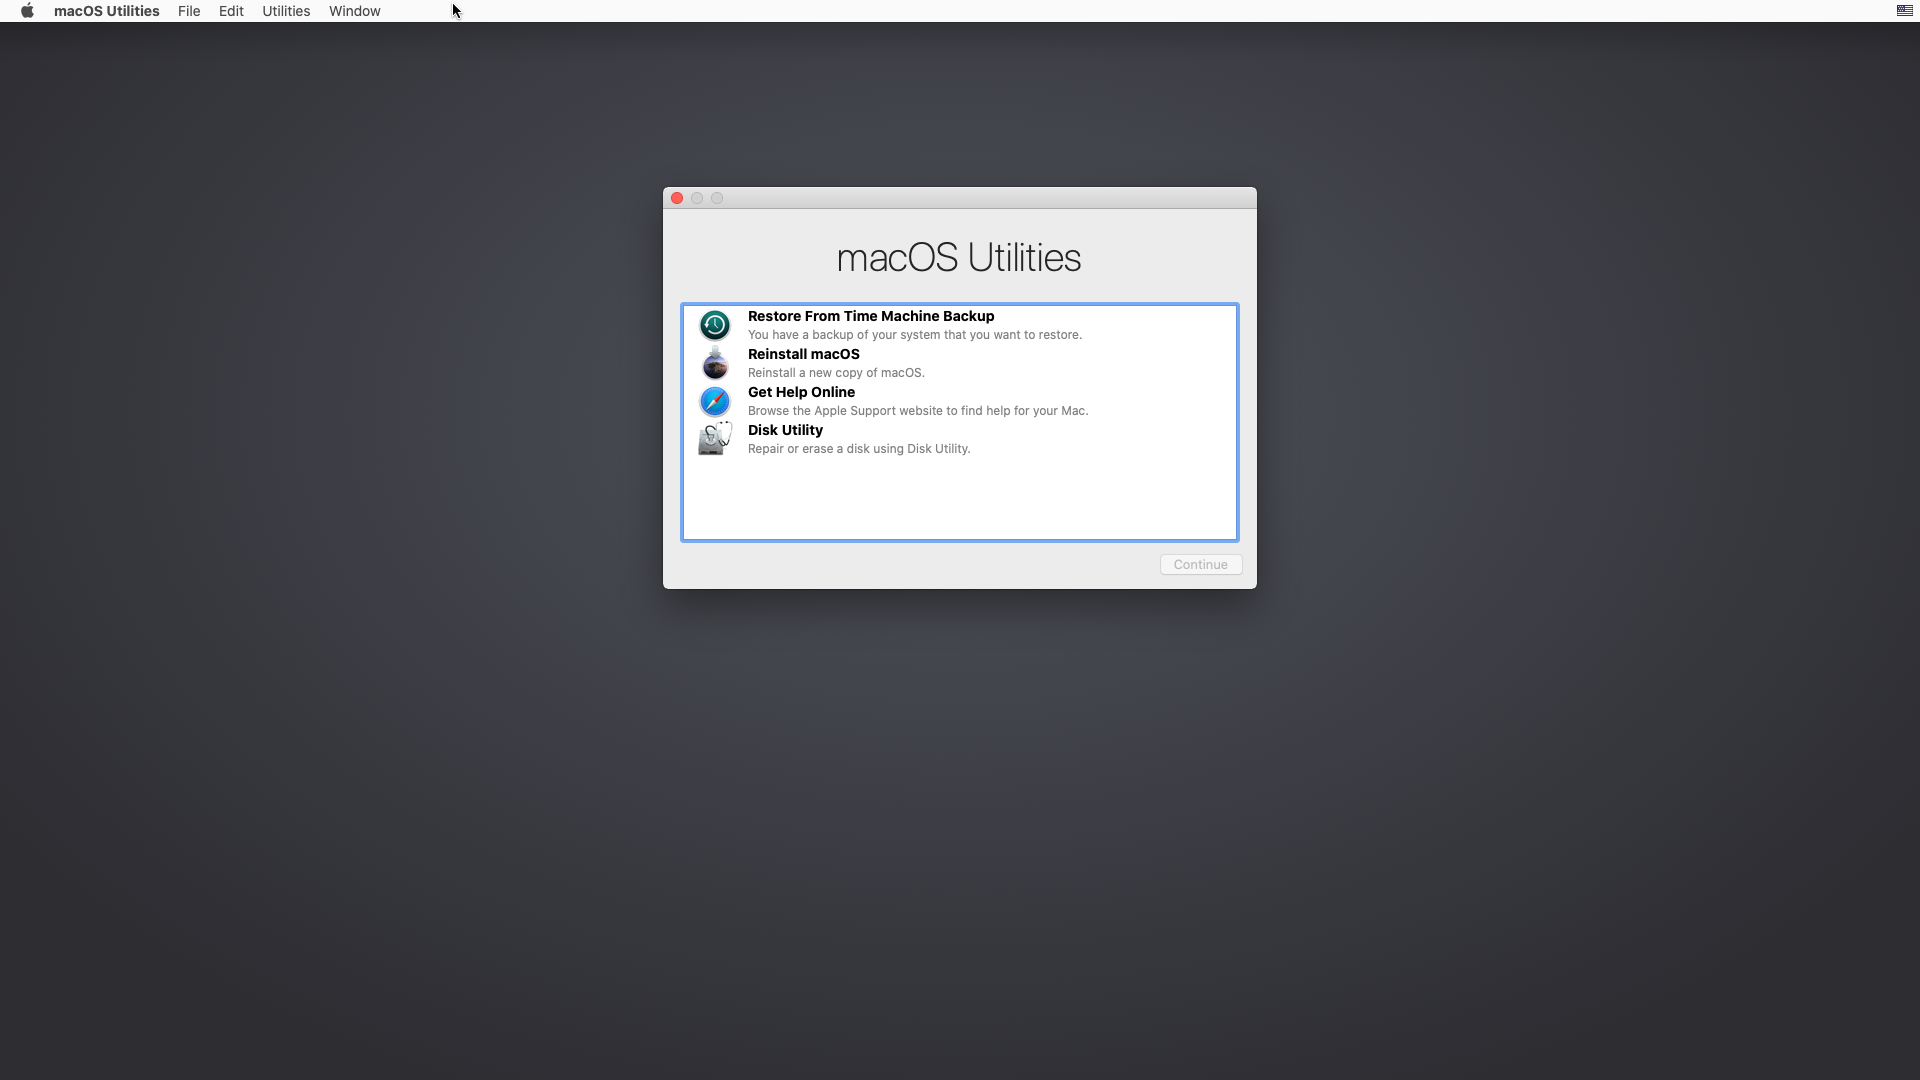 macOS Utilities File Edit Utilities Window
macOS Utilities
Restore From Time Machine Backup
You have a backup of your system that you want to restore.
Reinstall macOS
Reinstall a new copy of macOS.
Get Help Online
Browse the Apple Support website to find help for your Mac.
Disk Utility
Repair or erase a disk using Disk Utility.
Continue